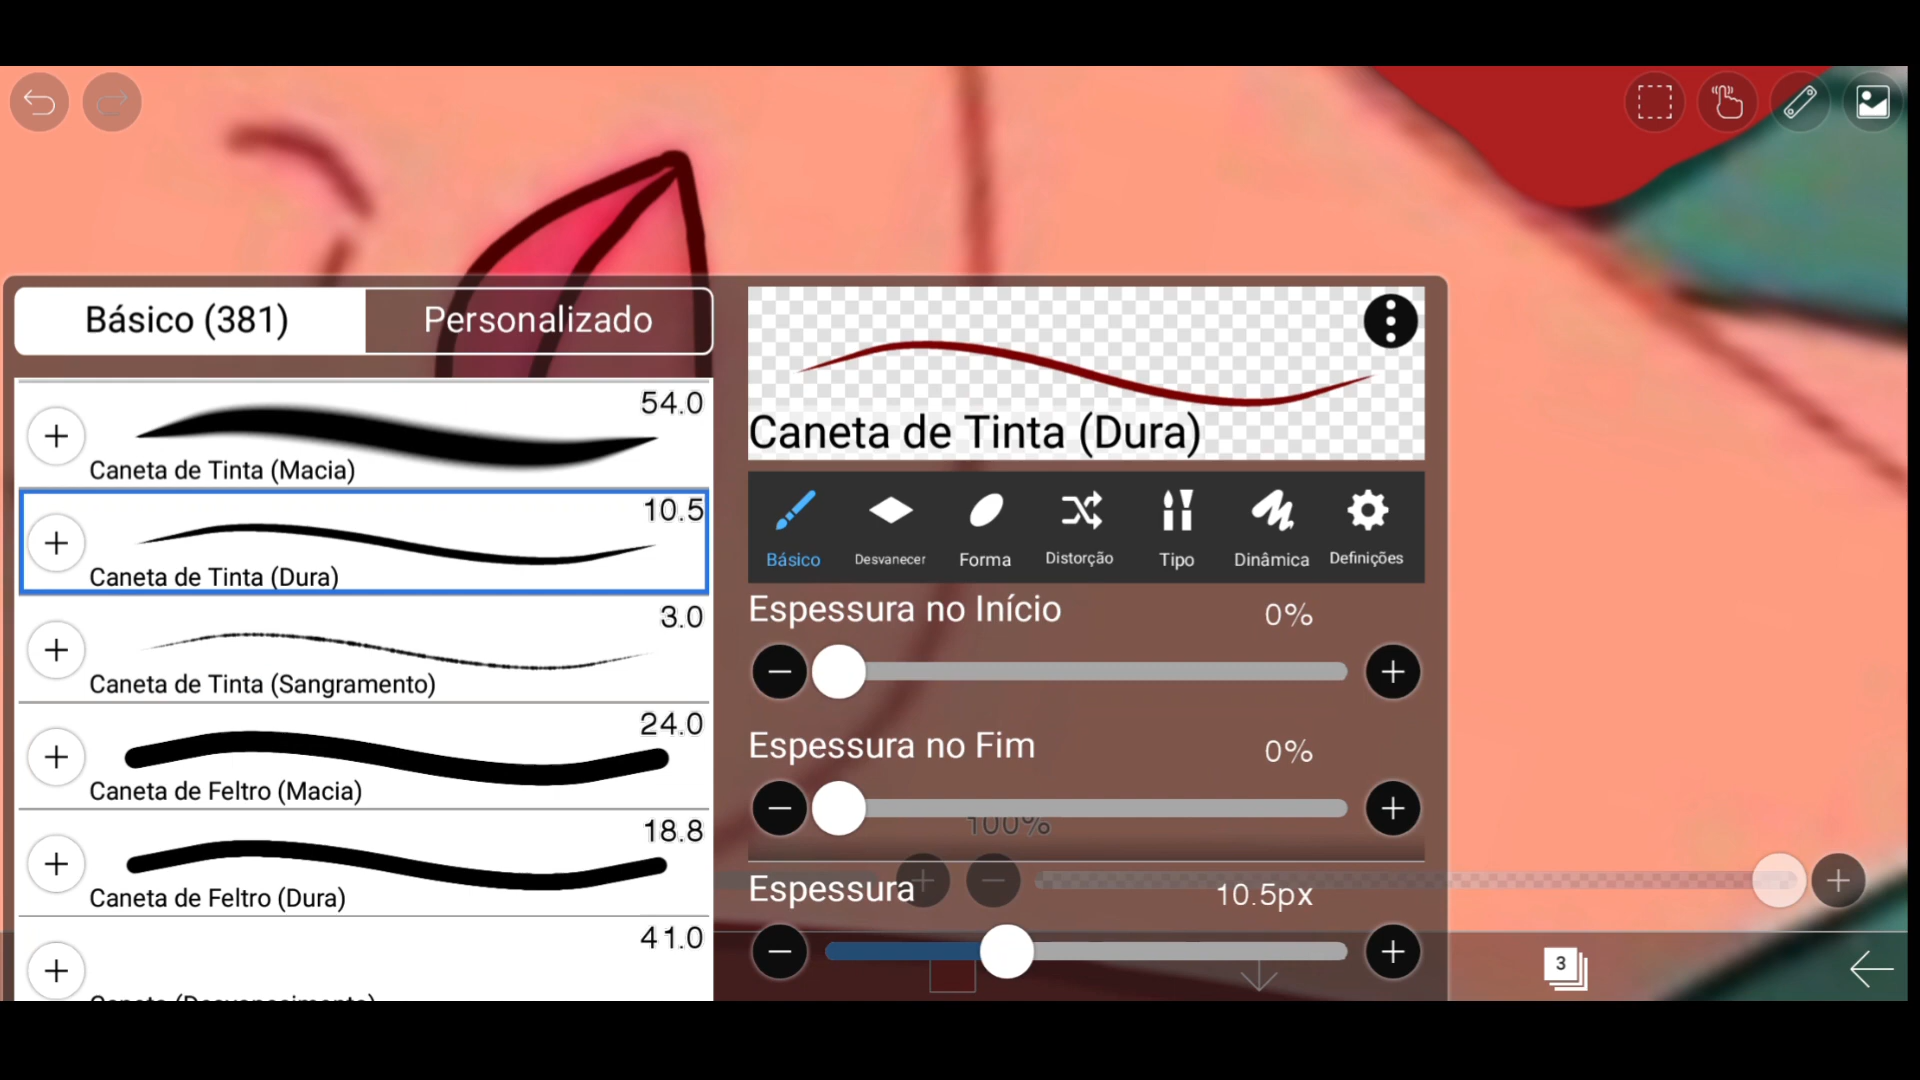 Básico (381)
Personalizado
54.0
Caneta de Tinta (Macia)
10.5
Caneta de Tinta (Dura)
3.0
Caneta de Tinta (Sangramento)
24.0
Caneta de Feltro (Macia)
18.8
Caneta de Feltro (Dura)
41.0
Caneta (Desvanecimento)
Caneta de Tinta (Dura)
Básico Desvanecer Forma Distorção Tipo Dinâmica Definições
Espessura no Início 0%
Espessura no Fim 0%
100%
Espessura 10.5px
3